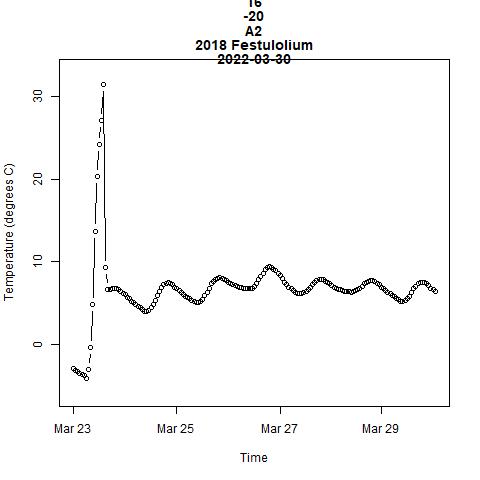 16
-20
A2
2018 Festulolium
2022-03-30
Temperature (degrees C)
30
20
10
0
Mar 23
Mar 25
Mar 27
Mar 29
Time